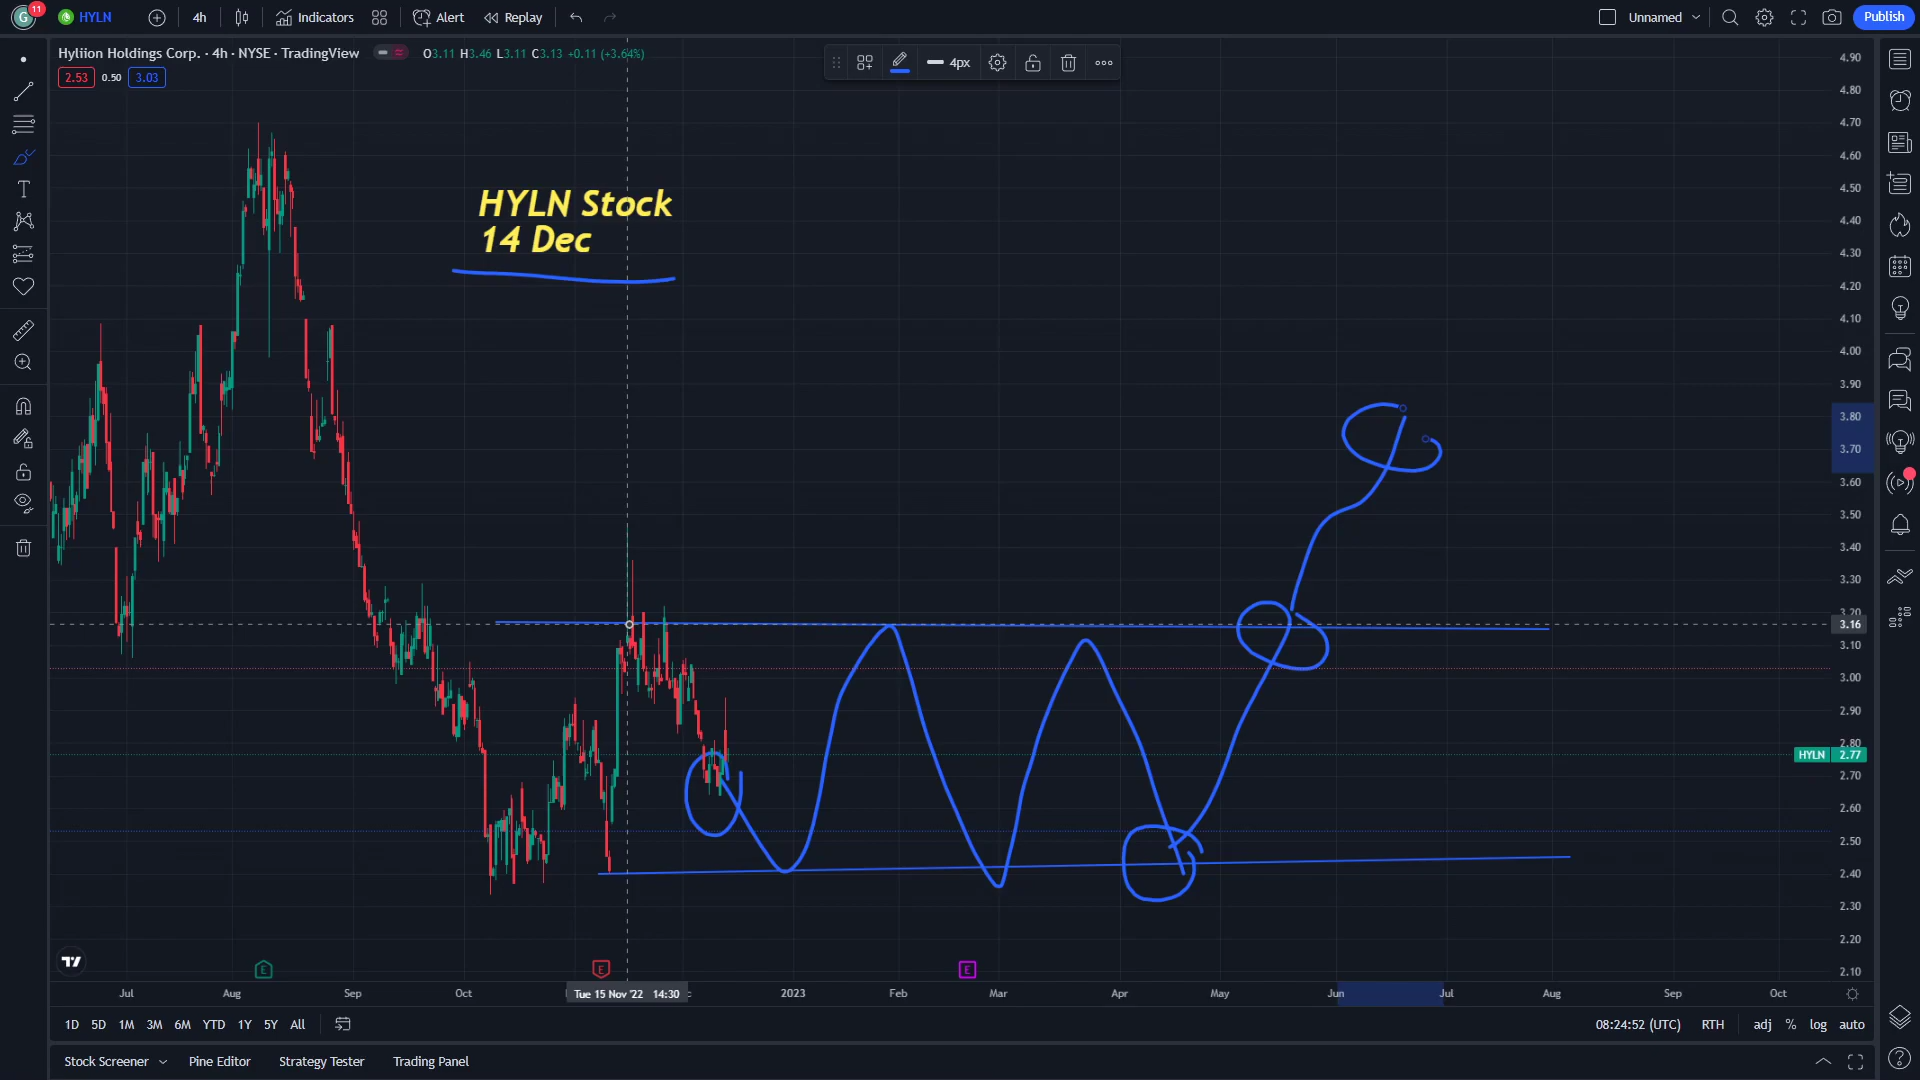 G 11 HYLN 4h Indicators Alert Replay Unnamed Publish
Hyliion Holdings Corp. · 4h · NYSE · TradingView O3.11 H3.46 L3.11 C3.13 +0.11 (+3.64%)
2.53 0.50 3.03
4px
HYLN Stock
14 Dec
4.90
4.80
4.70
4.60
4.50
4.40
4.30
4.20
4.10
4.00
3.90
3.80
3.70
3.60
3.50
3.40
3.30
3.20
3.16
3.10
3.00
2.90
2.80
HYLN 2.77
2.70
2.60
2.50
2.40
2.30
2.20
2.10
E E E
Jul Aug Sep Oct Tue 15 Nov '22 14:30 2023 Feb Mar Apr May Jun Jul Aug Sep Oct
1D 5D 1M 3M 6M YTD 1Y 5Y All 08:24:52 (UTC) RTH adj % log auto
Stock Screener Pine Editor Strategy Tester Trading Panel